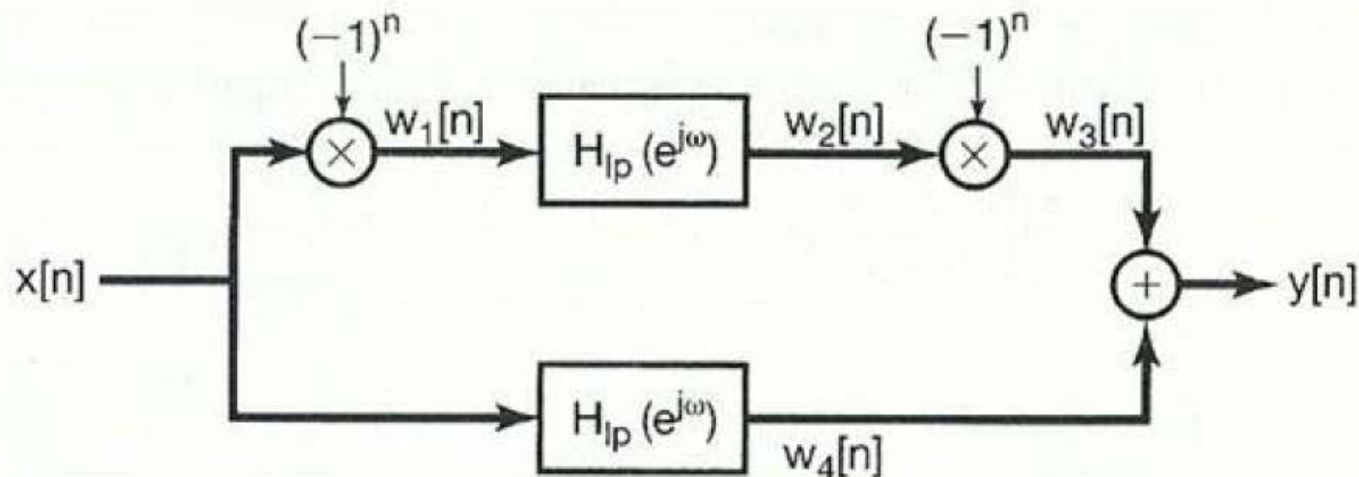 (−1)ⁿ (−1)ⁿ
× w₁[n] H_lp (e^jω) w₂[n] × w₃[n]
x[n] + y[n]
H_lp (e^jω)
w₄[n]